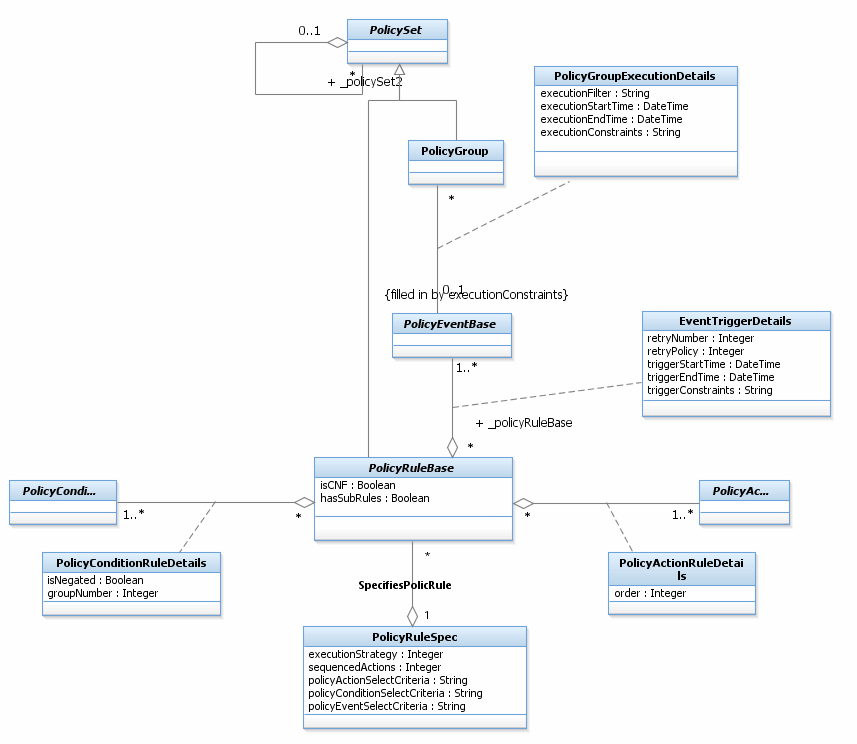 0..1
PolicySet
*
+ _policySet2
PolicyGroupExecutionDetails
executionFilter : String
executionStartTime : DateTime
executionEndTime : DateTime
executionConstraints : String
PolicyGroup
*
0..1
{filled in by executionConstraints}
PolicyEventBase
EventTriggerDetails
retryNumber : Integer
retryPolicy : Integer
triggerStartTime : DateTime
triggerEndTime : DateTime
triggerConstraints : String
1..*
+ _policyRuleBase
*
PolicyRuleBase
isCNF : Boolean
hasSubRules : Boolean
PolicyCondi...
1..*
*
PolicyAc...
*
1..*
PolicyConditionRuleDetails
isNegated : Boolean
groupNumber : Integer
PolicyActionRuleDetai
ls
order : Integer
*
SpecifiesPolicRule
1
PolicyRuleSpec
executionStrategy : Integer
sequencedActions : Integer
policyActionSelectCriteria : String
policyConditionSelectCriteria : String
policyEventSelectCriteria : String